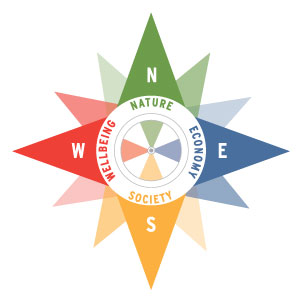 N
NATURE
W
WELLBEING
ECONOMY
E
SOCIETY
S